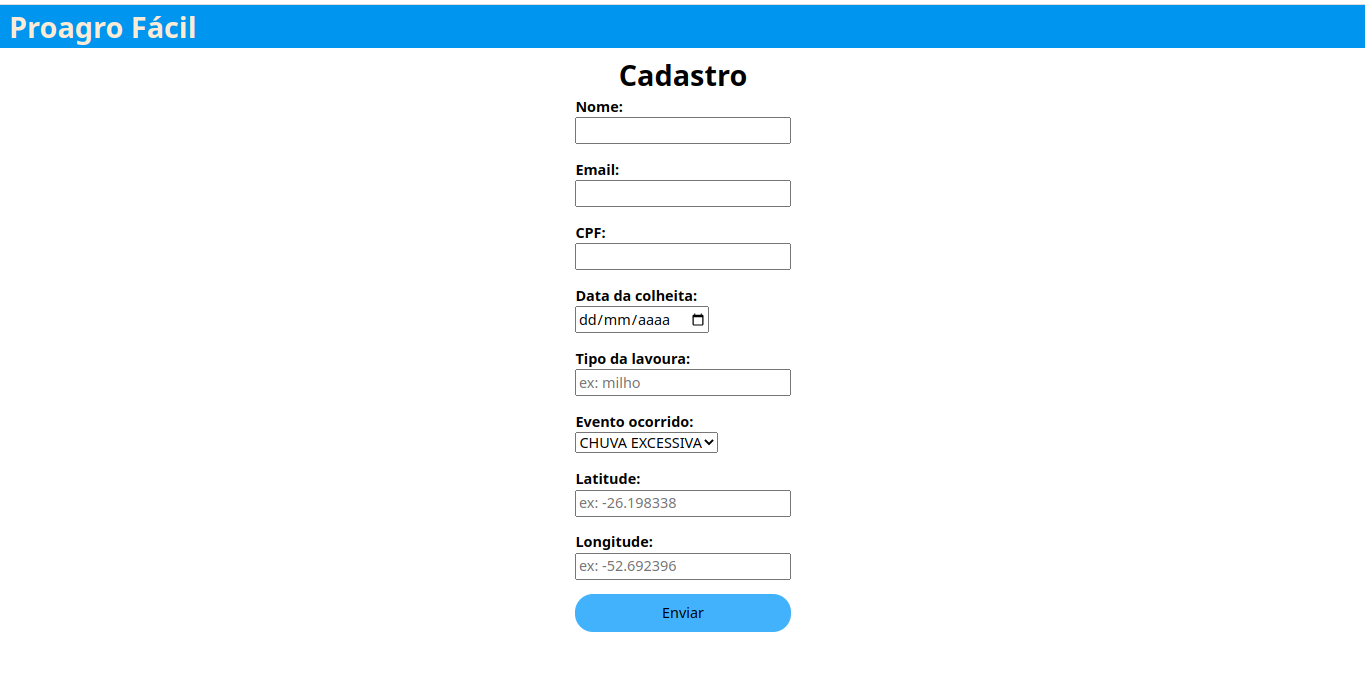 Proagro Fácil
Cadastro
Nome:
Email:
CPF:
Data da colheita:
dd/mm/aaaa
Tipo da lavoura:
ex: milho
Evento ocorrido:
CHUVA EXCESSIVA
Latitude:
ex: -26.198338
Longitude:
ex: -52.692396
Enviar